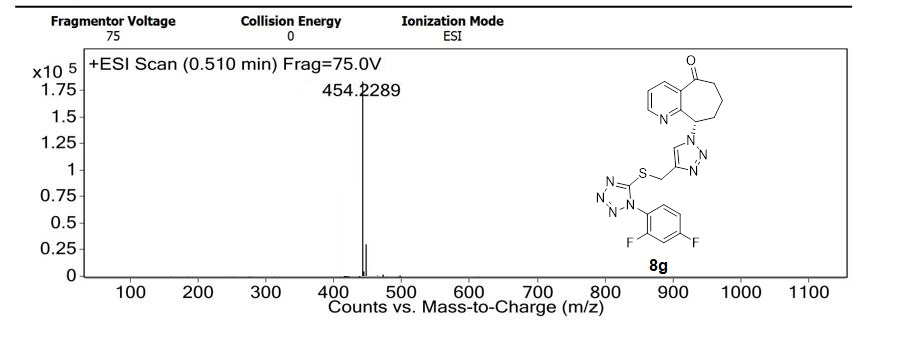 Fragmentor Voltage Collision Energy Ionization Mode
75 0 ESI
+ESI Scan (0.510 min) Frag=75.0V
x10 5
454.2289
1.75
1.5
1.25
1
0.75
0.5
0.25
0
100 200 300 400 500 600 700 800 900 1000 1100
Counts vs. Mass-to-Charge (m/z)
O
N
N
N
N
S
N
N
N
N
F
F
8g